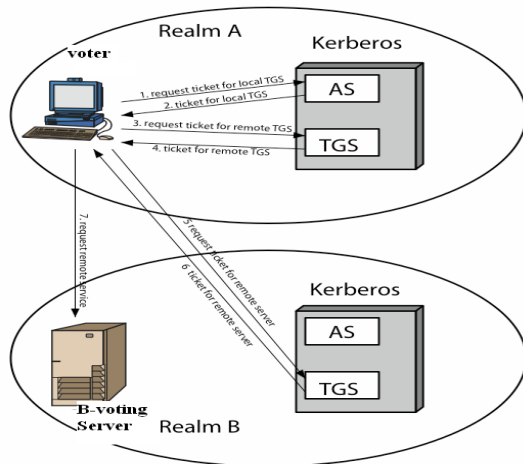 Realm A
voter
Kerberos
1. request ticket for local TGS
AS
2. ticket for local TGS
3. request ticket for remote TGS
TGS
4. ticket for remote TGS
5 request ticket for remote server
6. ticket for remote server
7. request remote service
Kerberos
AS
TGS
B-voting
Server
Realm B